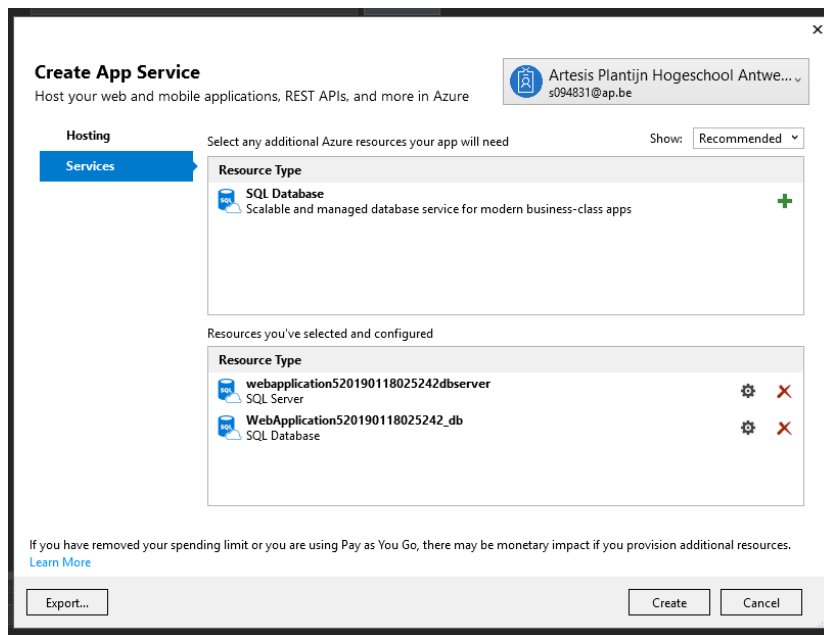 Create App Service
Host your web and mobile applications, REST APIs, and more in Azure
Artesis Plantijn Hogeschool Antwe...
s094831@ap.be
Hosting
Services
Select any additional Azure resources your app will need
Show: Recommended
Resource Type
SQL Database
Scalable and managed database service for modern business-class apps
Resources you've selected and configured
Resource Type
webapplication520190118025242dbserver
SQL Server
WebApplication520190118025242_db
SQL Database
If you have removed your spending limit or you are using Pay as You Go, there may be monetary impact if you provision additional resources.
Learn More
Export...
Create
Cancel